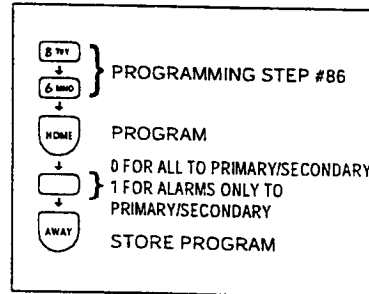 8 TUV
PROGRAMMING STEP #86
6 MNO
HOME PROGRAM
0 FOR ALL TO PRIMARY/SECONDARY
1 FOR ALARMS ONLY TO
PRIMARY/SECONDARY
AWAY STORE PROGRAM